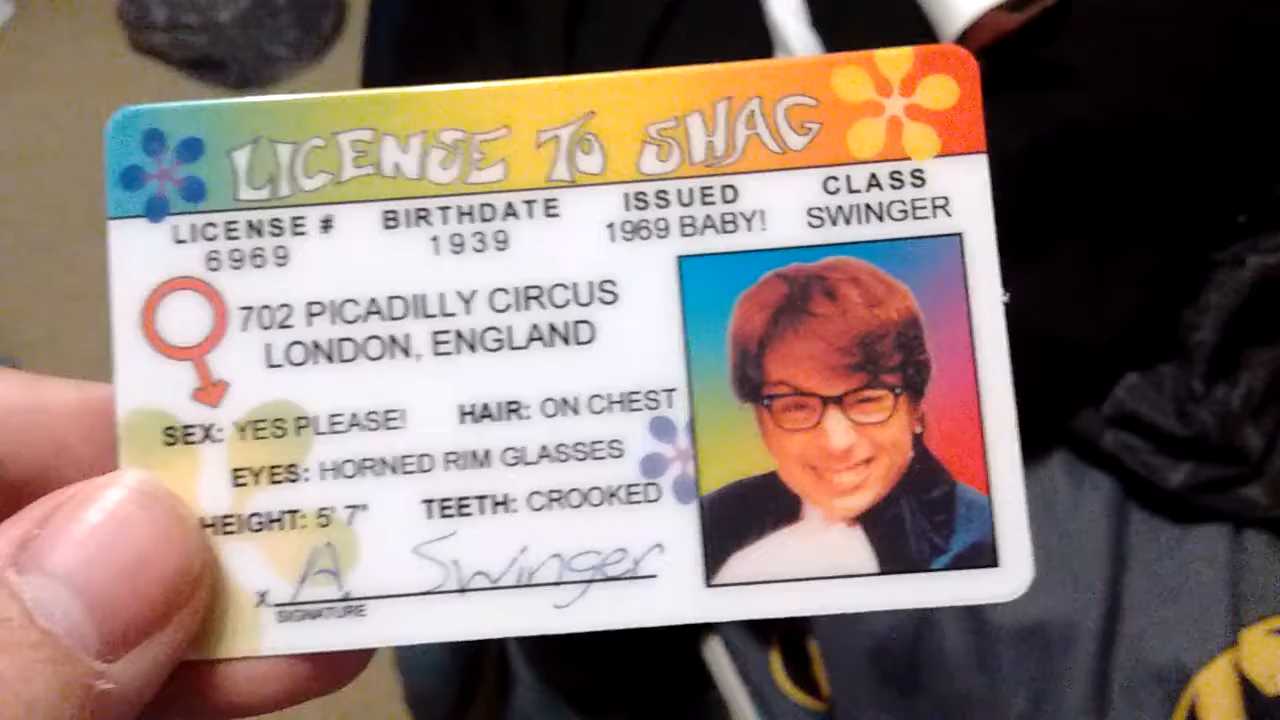 LICENSE TO SHAG
LICENSE # BIRTHDATE ISSUED CLASS
6969 1939 1969 BABY! SWINGER
702 PICADILLY CIRCUS
LONDON, ENGLAND
SEX: YES PLEASE! HAIR: ON CHEST
EYES: HORNED RIM GLASSES
HEIGHT: 5' 7" TEETH: CROOKED
x A Swinger
SIGNATURE